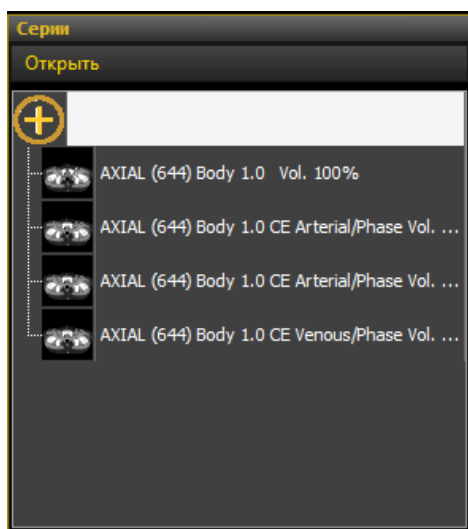 Серии
Открыть
AXIAL (644) Body 1.0 Vol. 100%
AXIAL (644) Body 1.0 CE Arterial/Phase Vol. ...
AXIAL (644) Body 1.0 CE Arterial/Phase Vol. ...
AXIAL (644) Body 1.0 CE Venous/Phase Vol. ...